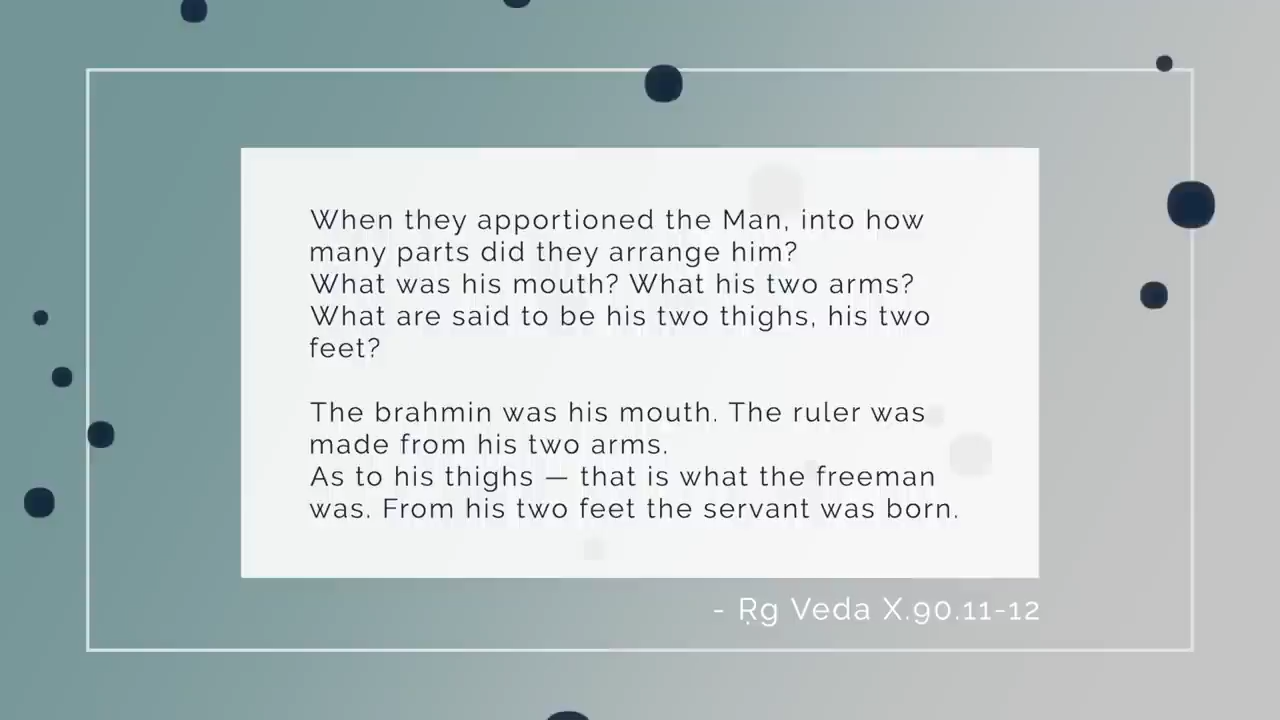 When they apportioned the Man, into how
many parts did they arrange him?
What was his mouth? What his two arms?
What are said to be his two thighs, his two
feet?
The brahmin was his mouth. The ruler was
made from his two arms.
As to his thighs — that is what the freeman
was. From his two feet the servant was born.
- Ṛg Veda X.90.11-12